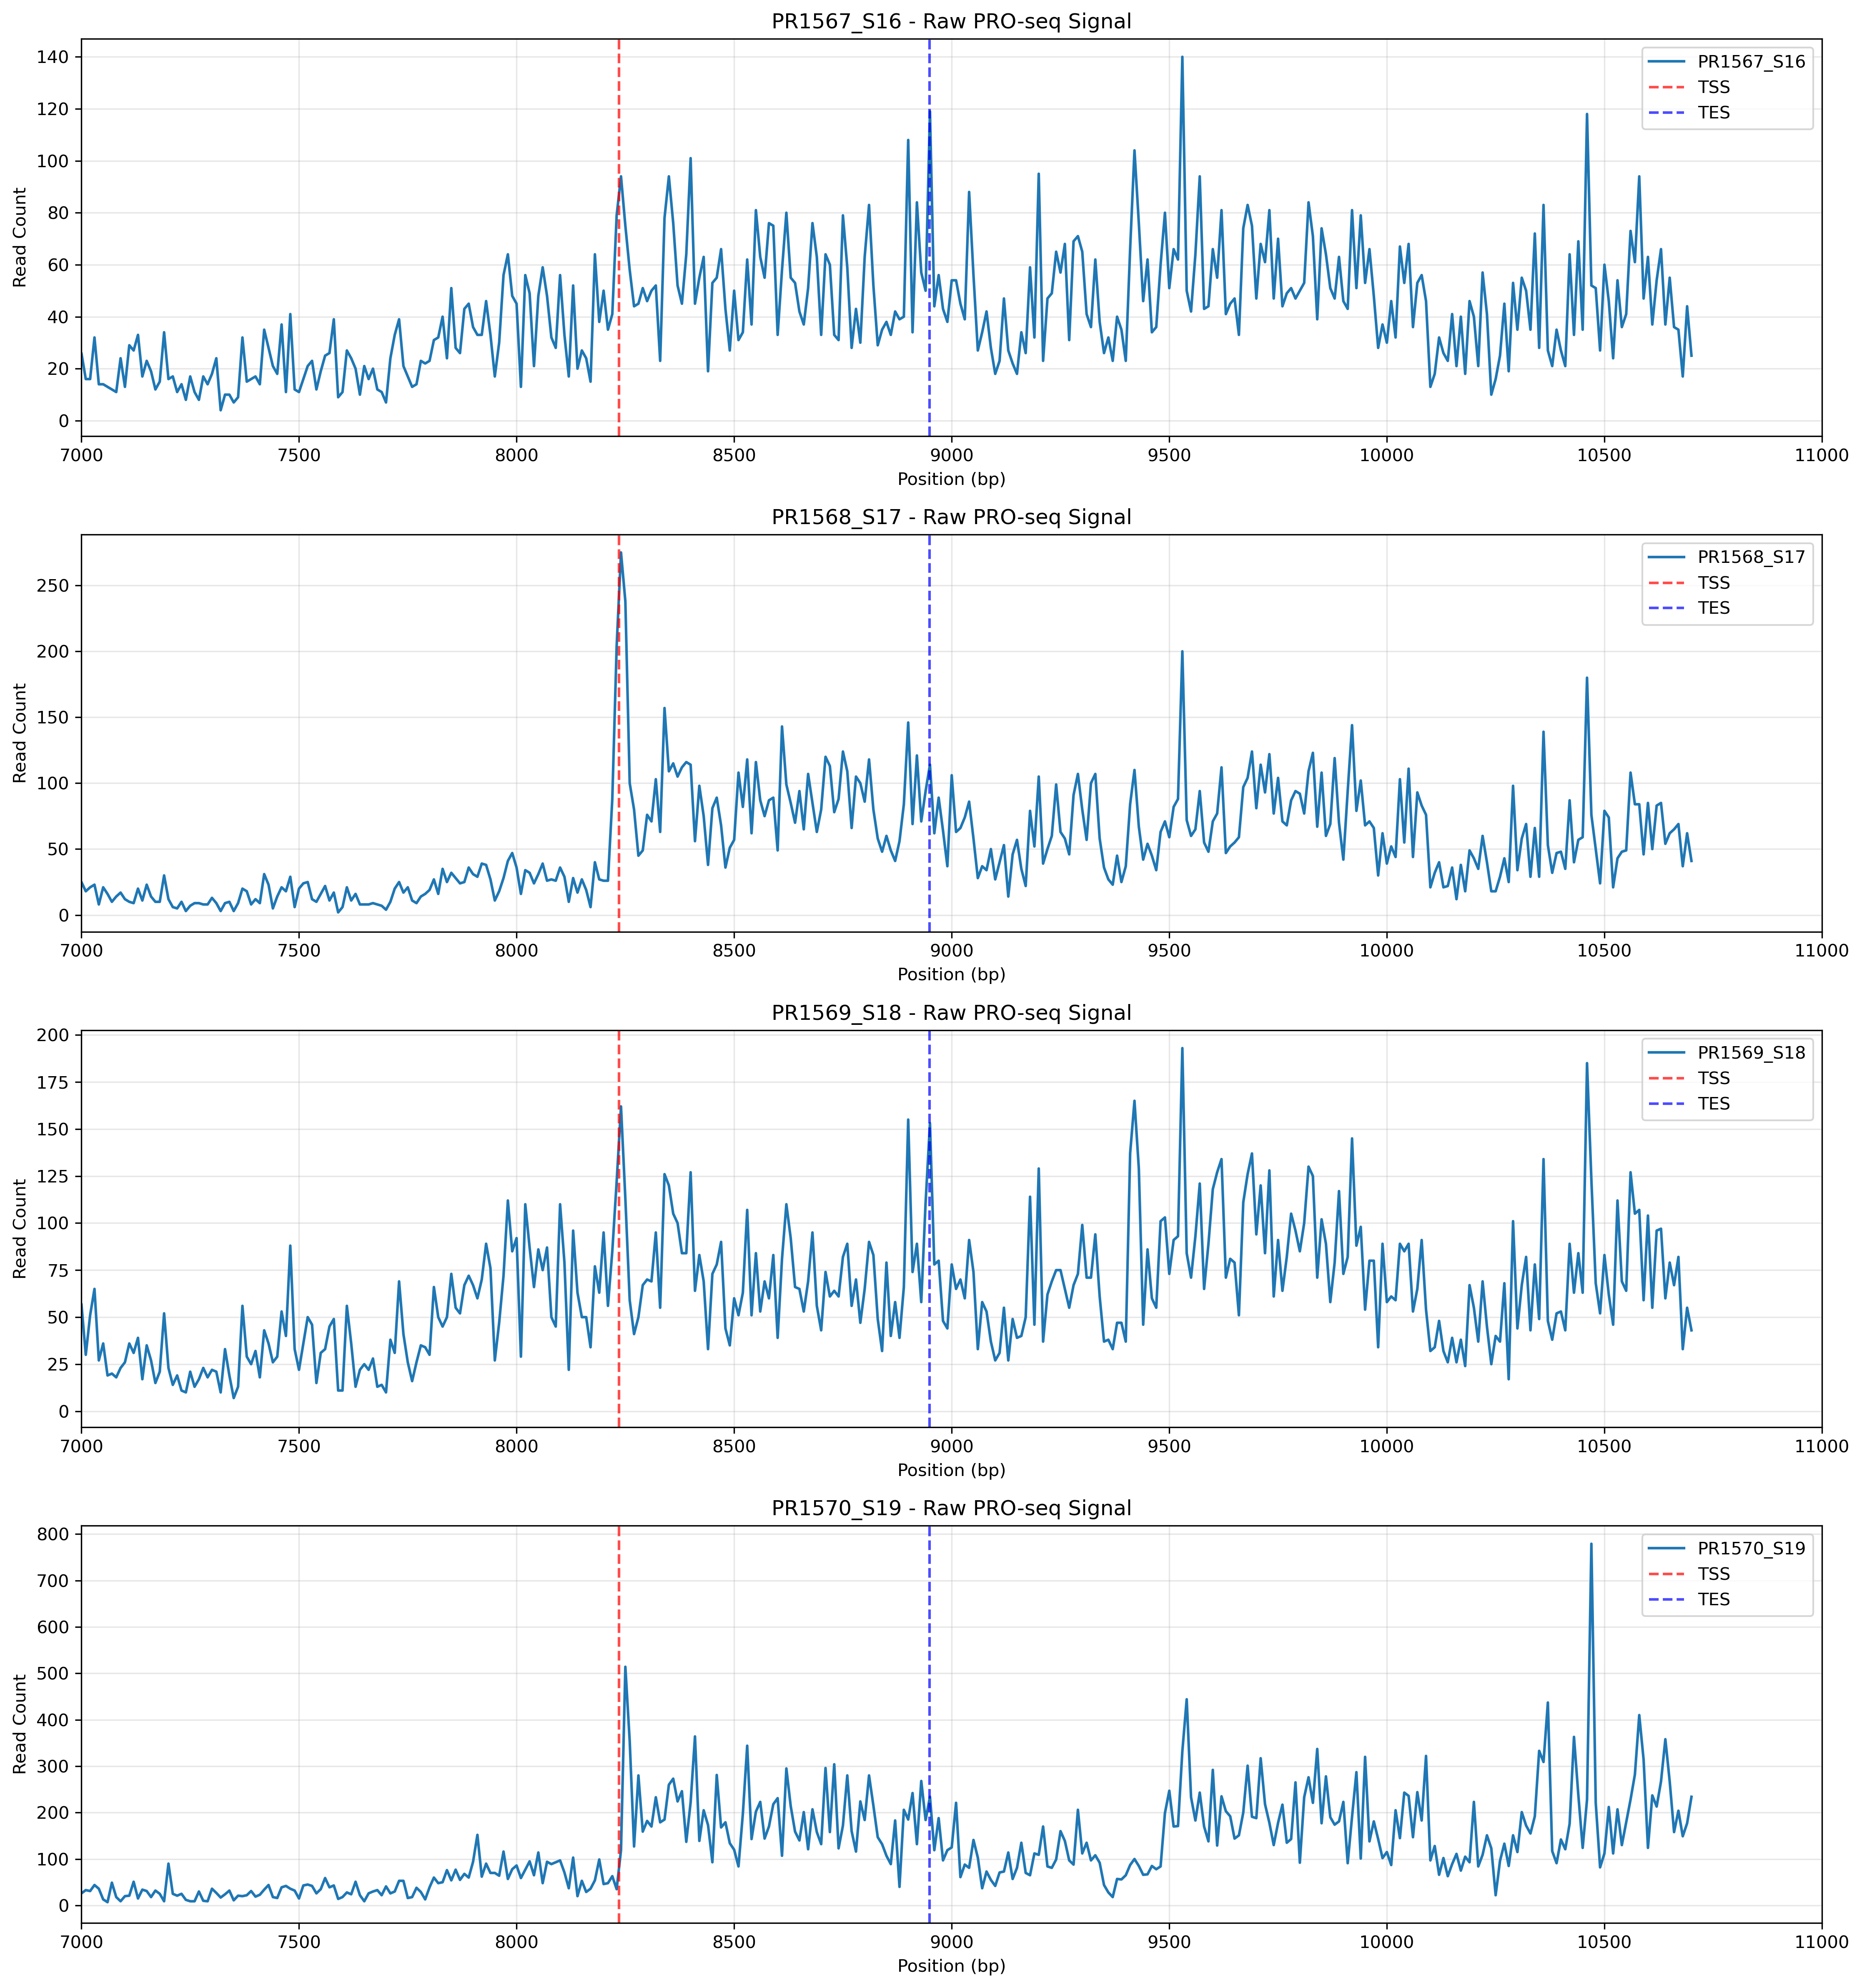 PR1567_S16 - Raw PRO-seq Signal
140
120
100
80
60
40
20
0
Read Count
PR1567_S16
TSS
TES
7000 7500 8000 8500 9000 9500 10000 10500 11000
Position (bp)
PR1568_S17 - Raw PRO-seq Signal
250
200
150
100
50
0
Read Count
PR1568_S17
TSS
TES
7000 7500 8000 8500 9000 9500 10000 10500 11000
Position (bp)
PR1569_S18 - Raw PRO-seq Signal
200
175
150
125
100
75
50
25
0
Read Count
PR1569_S18
TSS
TES
7000 7500 8000 8500 9000 9500 10000 10500 11000
Position (bp)
PR1570_S19 - Raw PRO-seq Signal
800
700
600
500
400
300
200
100
0
Read Count
PR1570_S19
TSS
TES
7000 7500 8000 8500 9000 9500 10000 10500 11000
Position (bp)